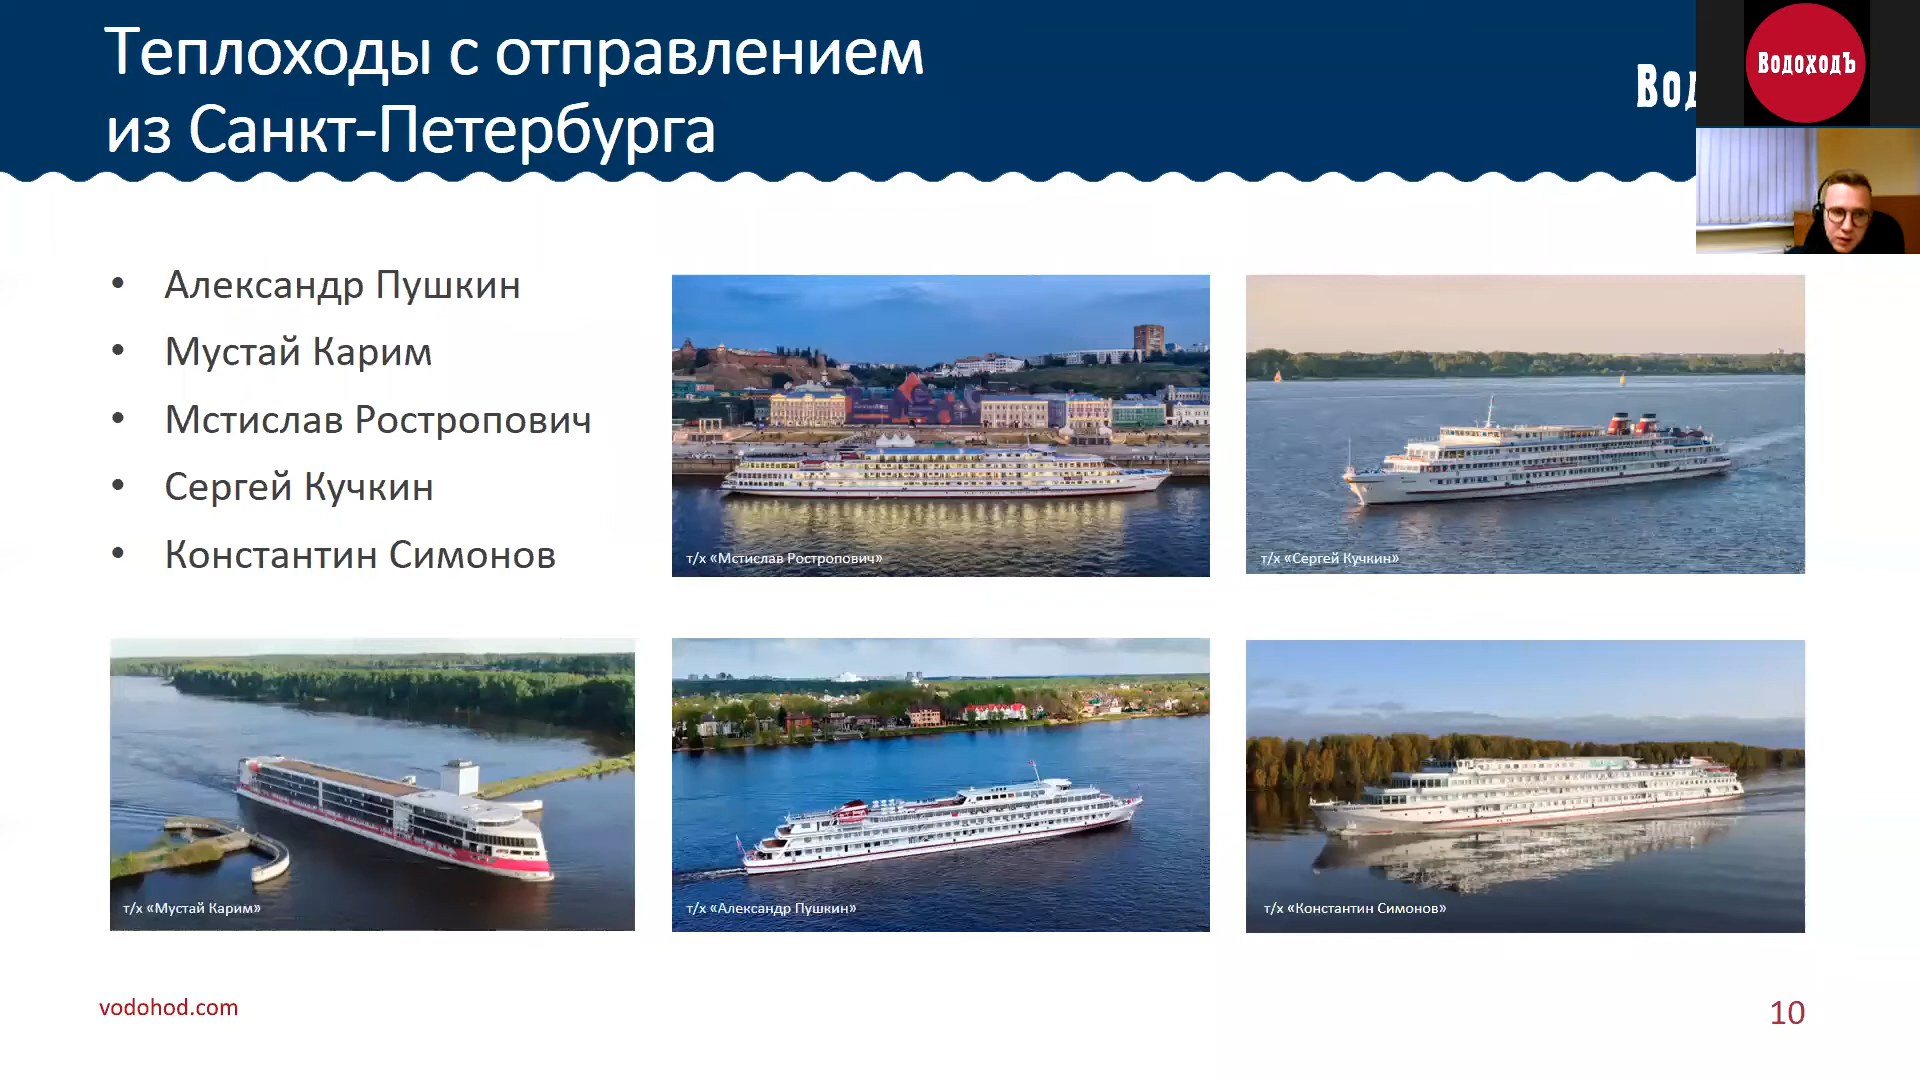 Теплоходы с отправлением
из Санкт-Петербурга
ВодоходЪ
• Александр Пушкин
• Мустай Карим
• Мстислав Ростропович
• Сергей Кучкин
• Константин Симонов
т/х «Мстислав Ростропович»
т/х «Сергей Кучкин»
т/х «Мустай Карим»
т/х «Александр Пушкин»
т/х «Константин Симонов»
vodohod.com
10